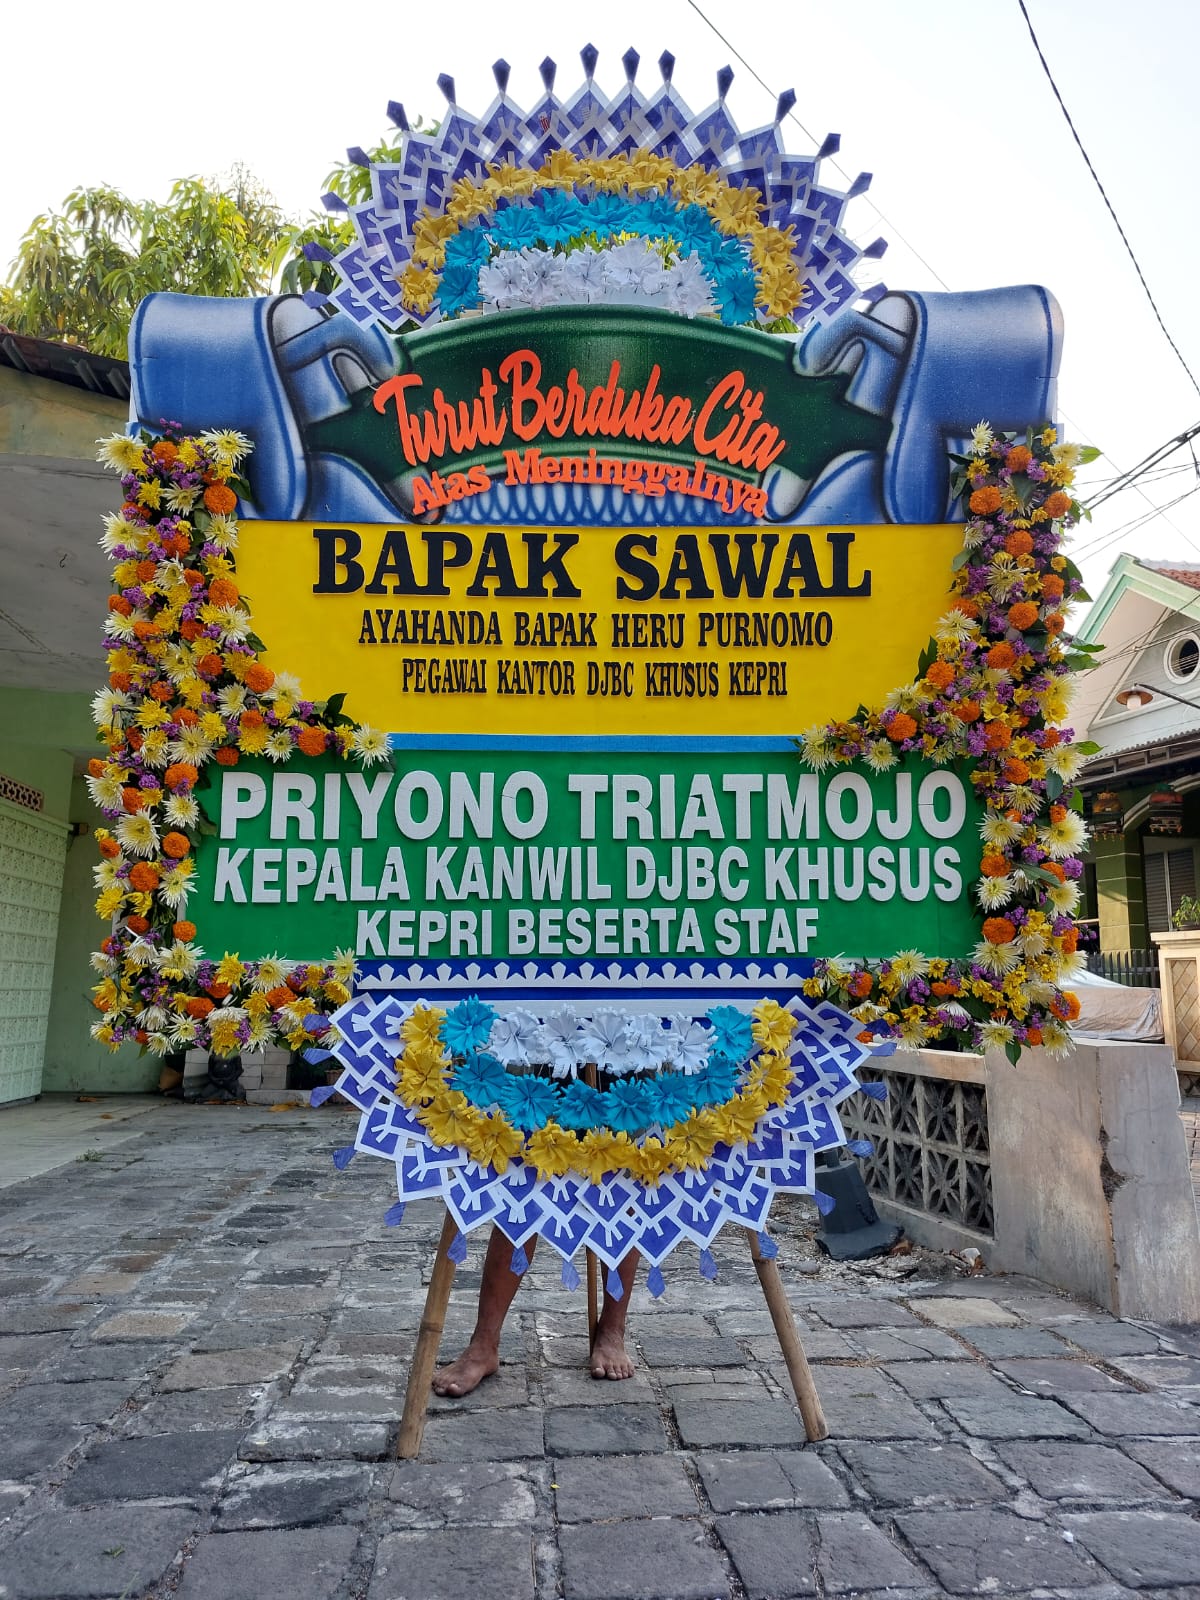 Turut Berduka Cita
Atas Meninggalnya
BAPAK SAWAL
AYAHANDA BAPAK HERU PURNOMO
PEGAWAI KANTOR DJBC KHUSUS KEPRI
PRIYONO TRIATMOJO
KEPALA KANWIL DJBC KHUSUS
KEPRI BESERTA STAF